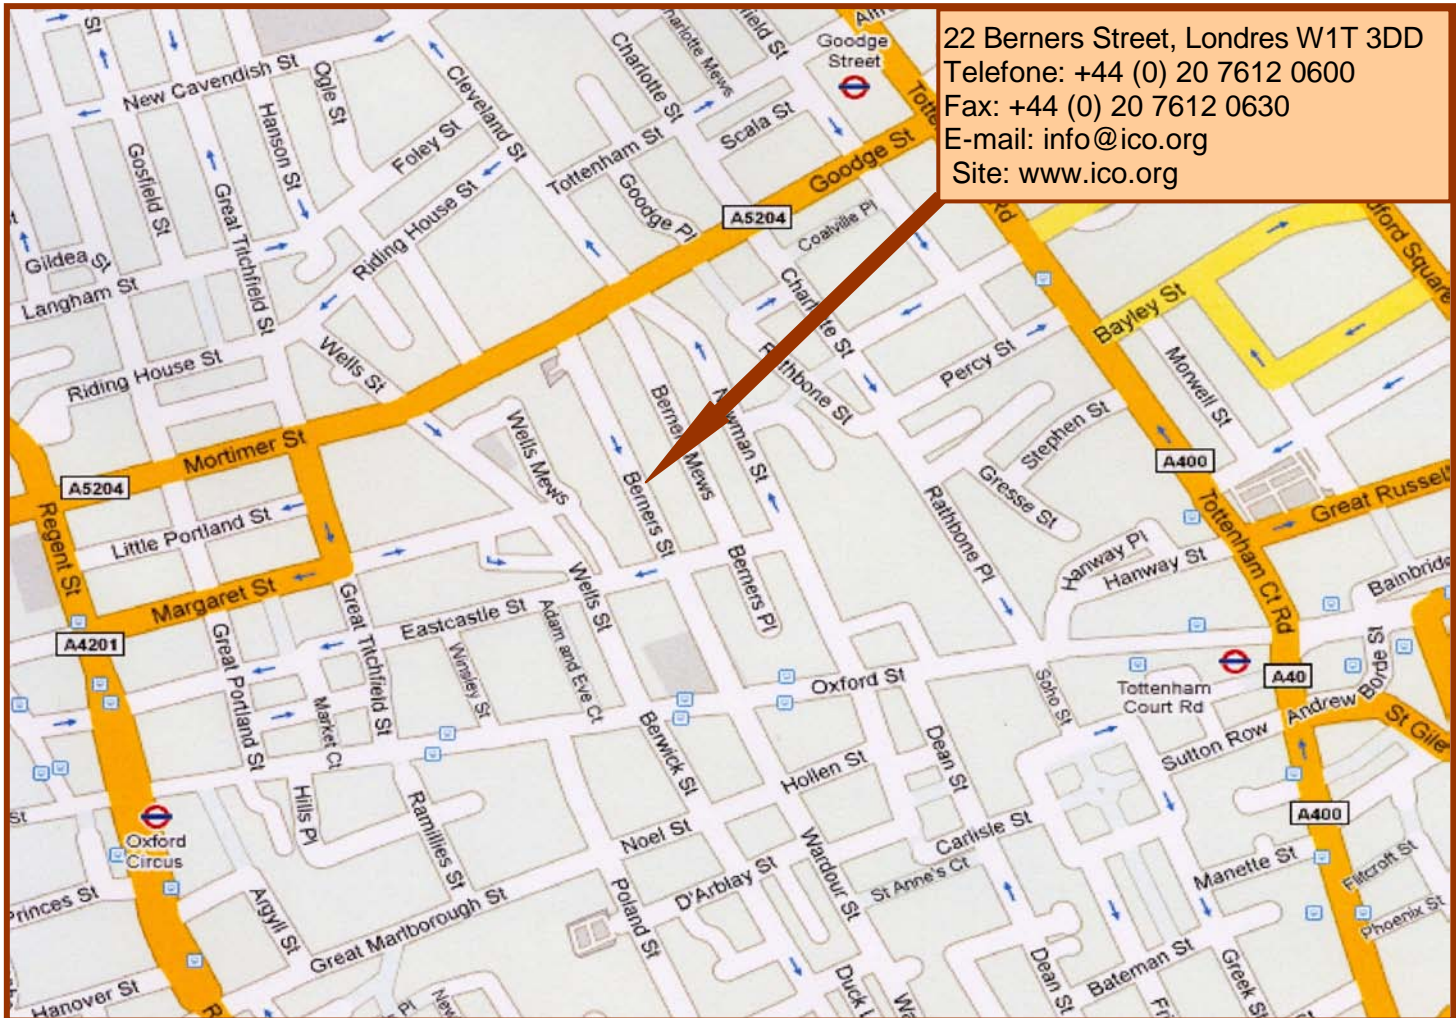 22 Berners Street, Londres W1T 3DD
Telefone: +44 (0) 20 7612 0600
Fax: +44 (0) 20 7612 0630
E-mail: info@ico.org
Site: www.ico.org
Goodge
Street
New Cavendish St
Ogle St
Cleveland St
Charlotte St
Charlotte Mews
Scala St
Goodge St
Hanson St
Foley St
Tottenham St
Goodge Pl
Gosfield St
Great Titchfield St
Riding House St
A5204
Colville Pl
Rd
Gildea St
Langham St
Charlotte St
Bayley St
Riding House St
Wells St
Percy St
Rathbone St
Morwell St
Mortimer St
Wells Mews
Berners Mews
Newman St
Stephen St
A400
A5204
Gresse St
Great Russell
Regent St
Little Portland St
Berners St
Rathbone Pl
Tottenham Ct Rd
Hanway Pl
Hanway St
Margaret St
Wells St
Berners Pl
Bainbridge
A4201
Great Portland St
Great Titchfield St
Eastcastle St
Winsley St
Adam and Eve Ct
Market Ct
Oxford St
Soho St
Tottenham
Court Rd
A40
Andrew Borde St
St Giles
Sutton Row
Berwick St
Dean St
Hollen St
Hills Pl
Ramillies St
A400
St
Oxford
Circus
Noel St
Wardour St
Carlisle St
Manette St
Flitcroft St
Princes St
Argyll St
Great Marlborough St
Poland St
D'Arblay St
St Anne's Ct
Phoenix St
Hanover St
Dean St
Bateman St
Greek St